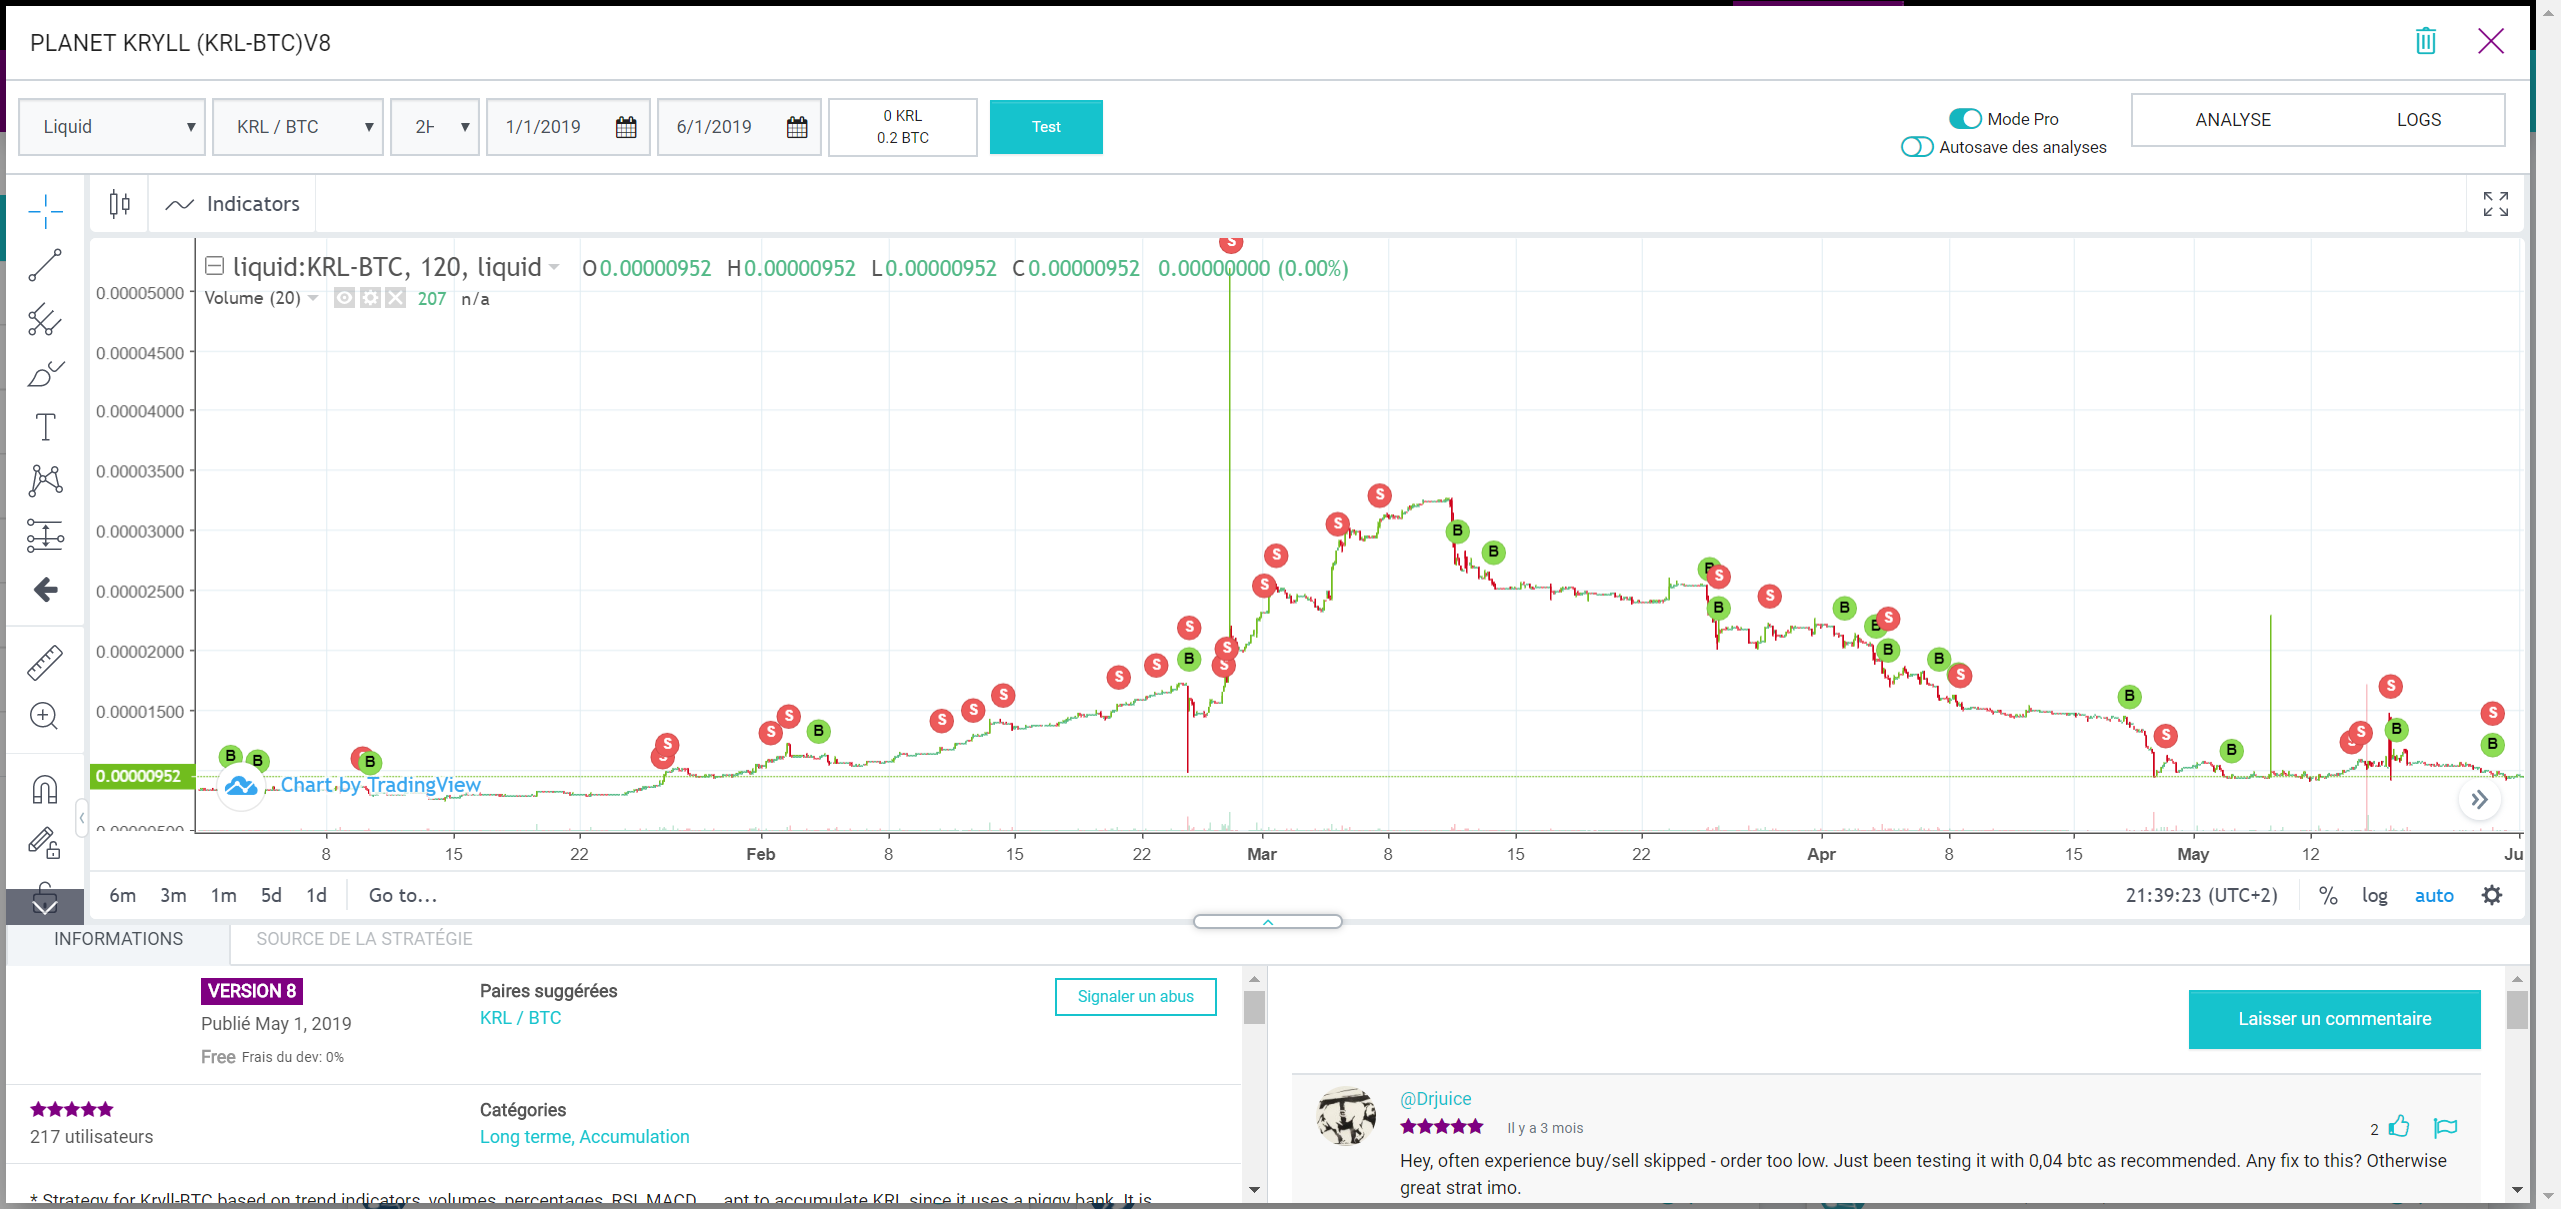 PLANET KRYLL (KRL-BTC)V8
Liquid
KRL / BTC
1/1/2019
6/1/2019
0 KRL
0.2 BTC
Test
Mode Pro
Autosave des analyses
ANALYSE
LOGS
Indicators
liquid:KRL-BTC, 120, liquid
O0.00000952 H0.00000952 L0.00000952 C0.00000952 0.00000000 (0.00%)
Volume (20)
207 n/a
0.00005000
0.00004500
0.00004000
0.00003500
0.00003000
0.00002500
0.00002000
0.00001500
0.00000952
Chart by TradingView
8 15 22 Feb 8 15 22 Mar 8 15 22 Apr 8 15 May 12
6m 3m 1m 5d 1d Go to...
21:39:23 (UTC+2) % log auto
INFORMATIONS
SOURCE DE LA STRATÉGIE
VERSION 8
Publié May 1, 2019
Free Frais du dev: 0%
Paires suggérées
KRL / BTC
Signaler un abus
217 utilisateurs
Catégories
Long terme, Accumulation
* Strategy for Kryll-BTC based on trend indicators, volumes, percentages, RSI, MACD, ... apt to accumulate KRL since it uses a piggy bank. It is
Laisser un commentaire
@Drjuice
Il y a 3 mois
2
Hey, often experience buy/sell skipped - order too low. Just been testing it with 0,04 btc as recommended. Any fix to this? Otherwise
great strat imo.